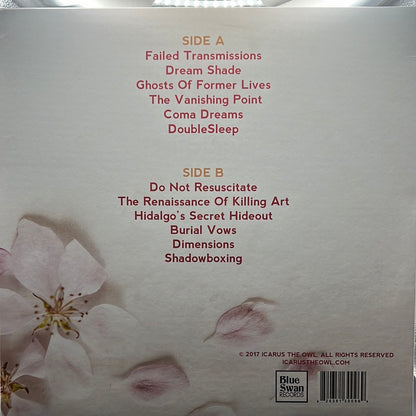 SIDE A
Failed Transmissions
Dream Shade
Ghosts Of Former Lives
The Vanishing Point
Coma Dreams
DoubleSleep
SIDE B
Do Not Resuscitate
The Renaissance Of Killing Art
Hidalgo's Secret Hideout
Burial Vows
Dimensions
Shadowboxing
© 2017 ICARUS THE OWL. ALL RIGHTS RESERVED
ICARUSTHEOWL.COM
Blue
Swan
RECORDS